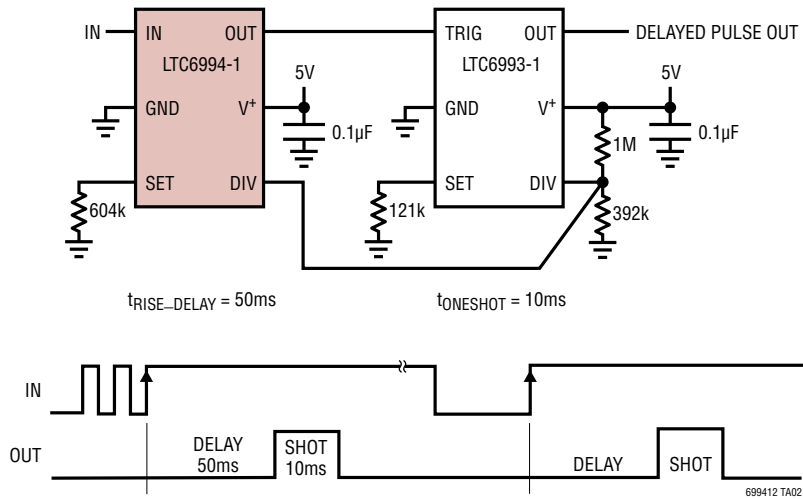 IN
IN OUT
LTC6994-1
GND V+
SET DIV
604k
5V
0.1µF
TRIG OUT
LTC6993-1
GND V+
SET DIV
121k
DELAYED PULSE OUT
5V
1M
0.1µF
392k
tRISE_DELAY = 50ms
tONESHOT = 10ms
IN
OUT
DELAY
50ms
SHOT
10ms
DELAY
SHOT
699412 TA02